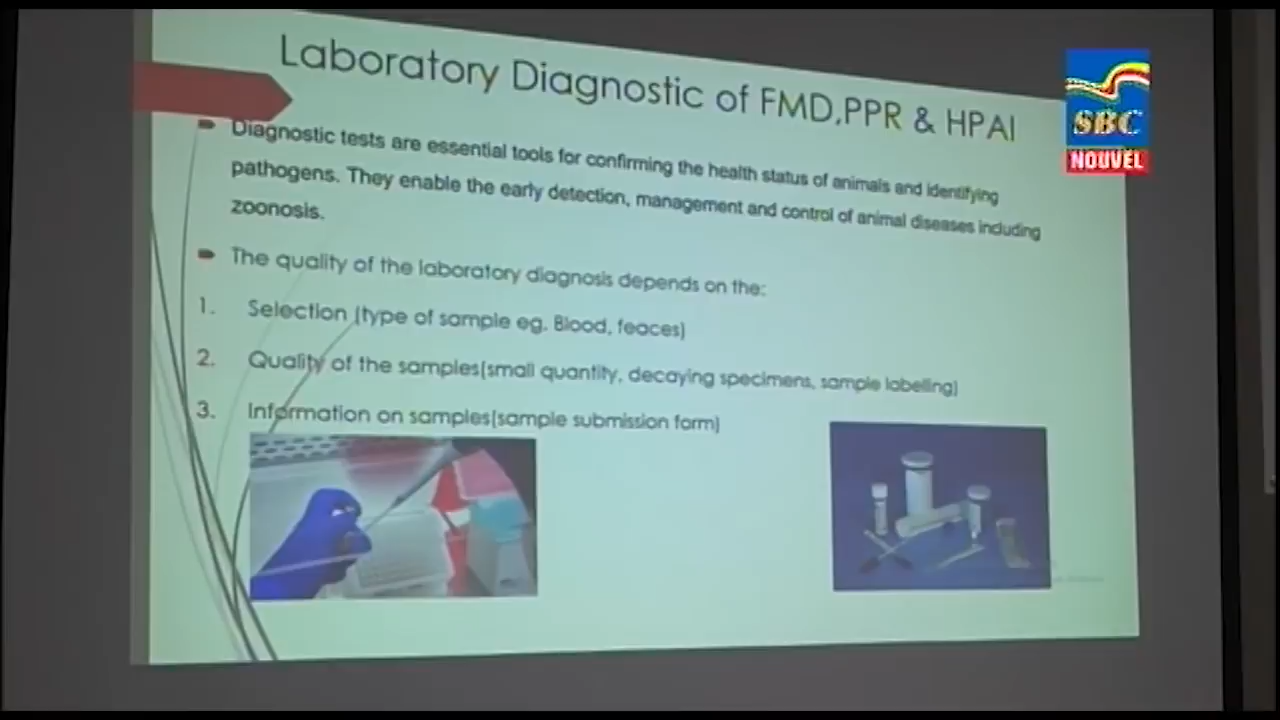 Laboratory Diagnostic of FMD,PPR & HPAI
SBC
NOUVEL
Diagnostic tests are essential tools for confirming the health status of animals and identifying
pathogens. They enable the early detection, management and control of animal diseases including
zoonosis.
The quality of the laboratory diagnosis depends on the:
1. Selection (type of sample eg. Blood, feaces)
2. Quality of the samples(small quantity, decaying specimens, sample labelling)
3. Information on samples(sample submission form)